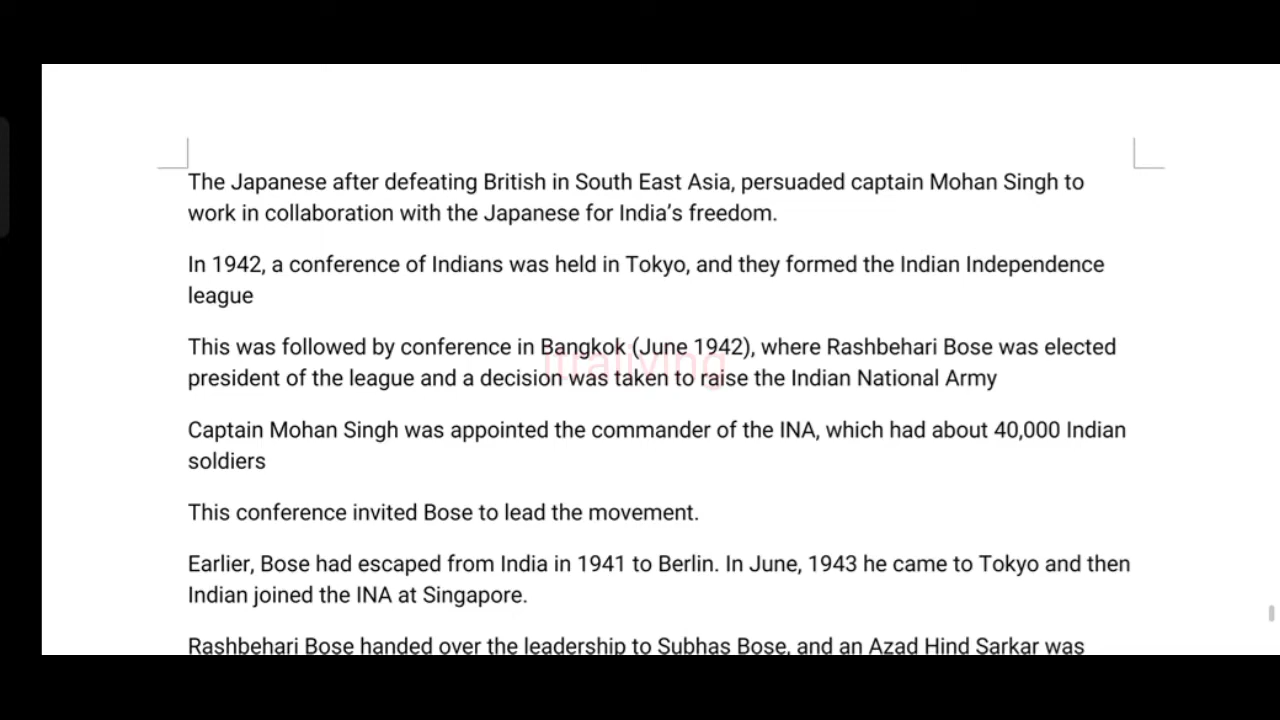 The Japanese after defeating British in South East Asia, persuaded captain Mohan Singh to
work in collaboration with the Japanese for India’s freedom.
In 1942, a conference of Indians was held in Tokyo, and they formed the Indian Independence
league
This was followed by conference in Bangkok (June 1942), where Rashbehari Bose was elected
president of the league and a decision was taken to raise the Indian National Army
Captain Mohan Singh was appointed the commander of the INA, which had about 40,000 Indian
soldiers
This conference invited Bose to lead the movement.
Earlier, Bose had escaped from India in 1941 to Berlin. In June, 1943 he came to Tokyo and then
Indian joined the INA at Singapore.
Rashbehari Bose handed over the leadership to Subhas Bose, and an Azad Hind Sarkar was